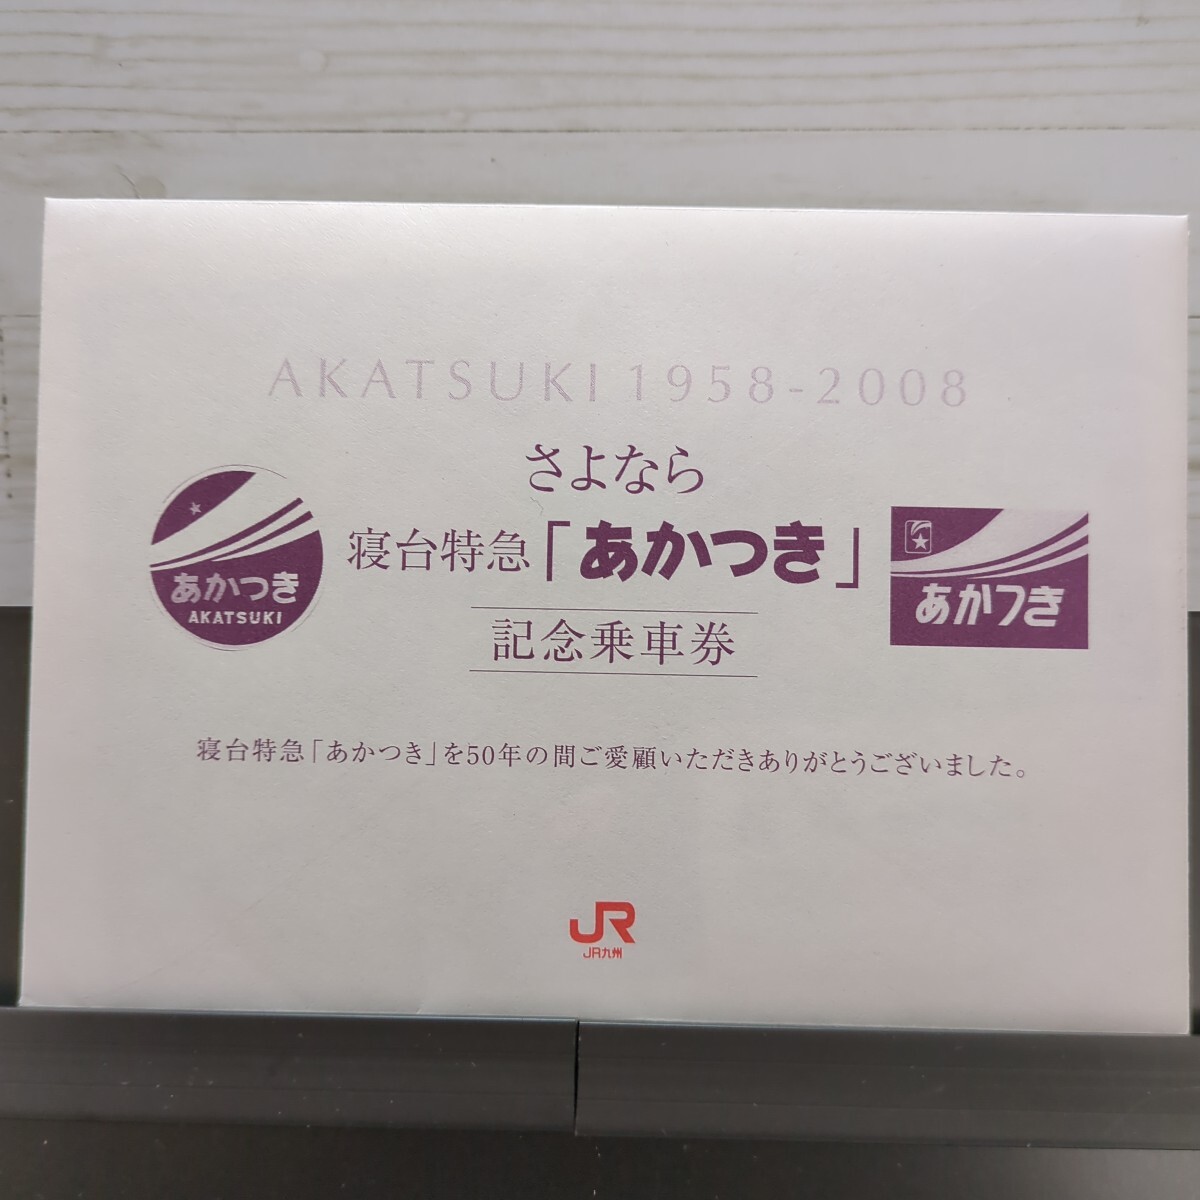 AKATSUKI 1958-2008
さよなら
寝台特急「あかつき」
記念乗車券
あかつき
AKATSUKI
あかつき
寝台特急「あかつき」を50年の間ご愛顧いただきありがとうございました。
JR
JR九州